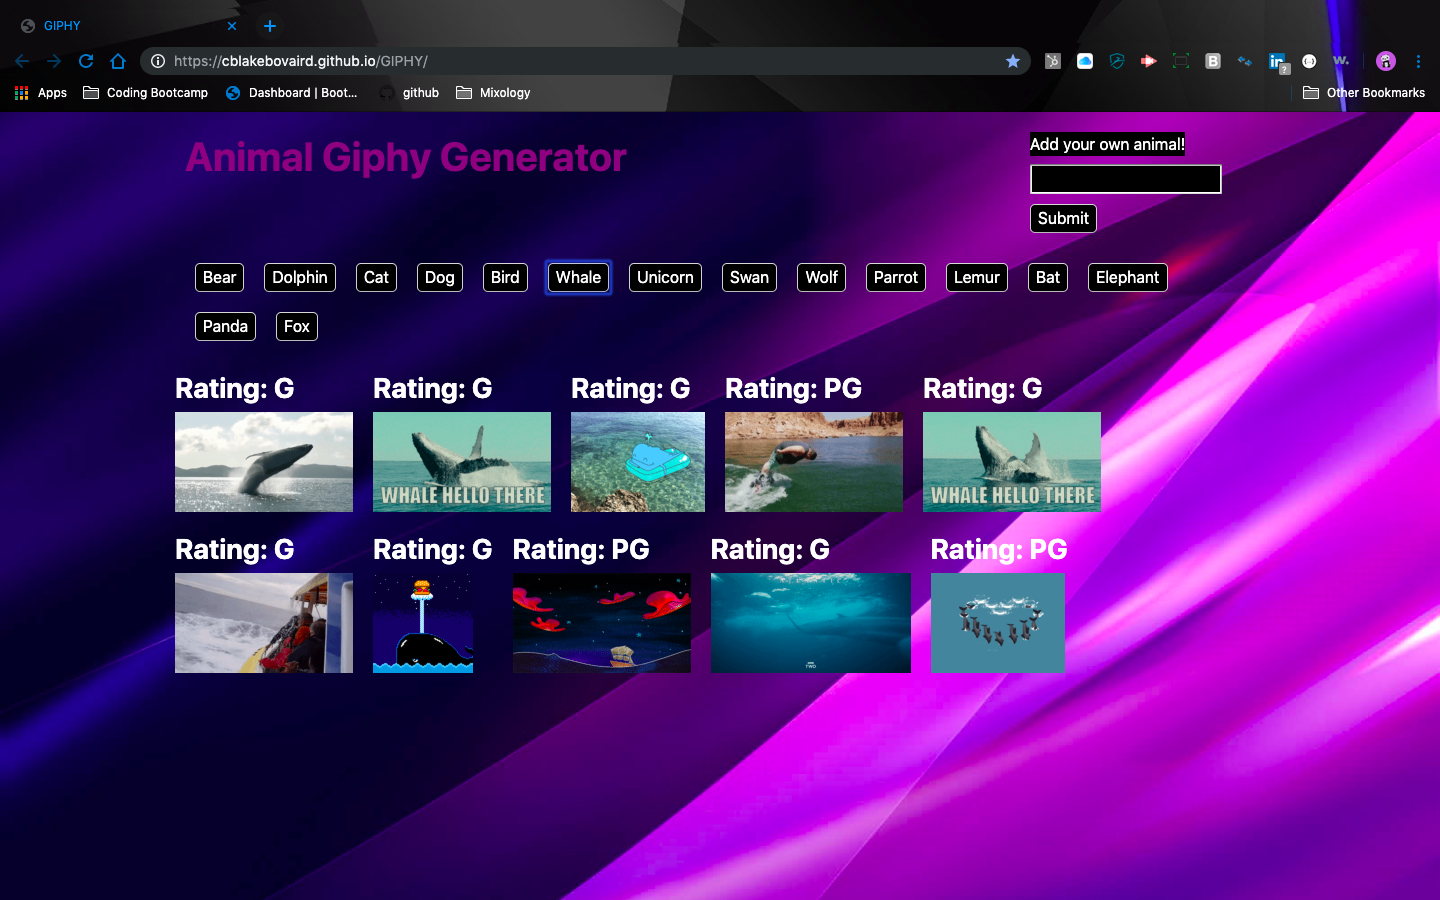 GIPHY
https://cblakebovaird.github.io/GIPHY/
Apps Coding Bootcamp Dashboard | Boot... github Mixology Other Bookmarks
Animal Giphy Generator
Add your own animal!
Submit
Bear Dolphin Cat Dog Bird Whale Unicorn Swan Wolf Parrot Lemur Bat Elephant
Panda Fox
Rating: G Rating: G Rating: G Rating: PG Rating: G
WHALE HELLO THERE WHALE HELLO THERE
Rating: G Rating: G Rating: PG Rating: G Rating: PG
TWO